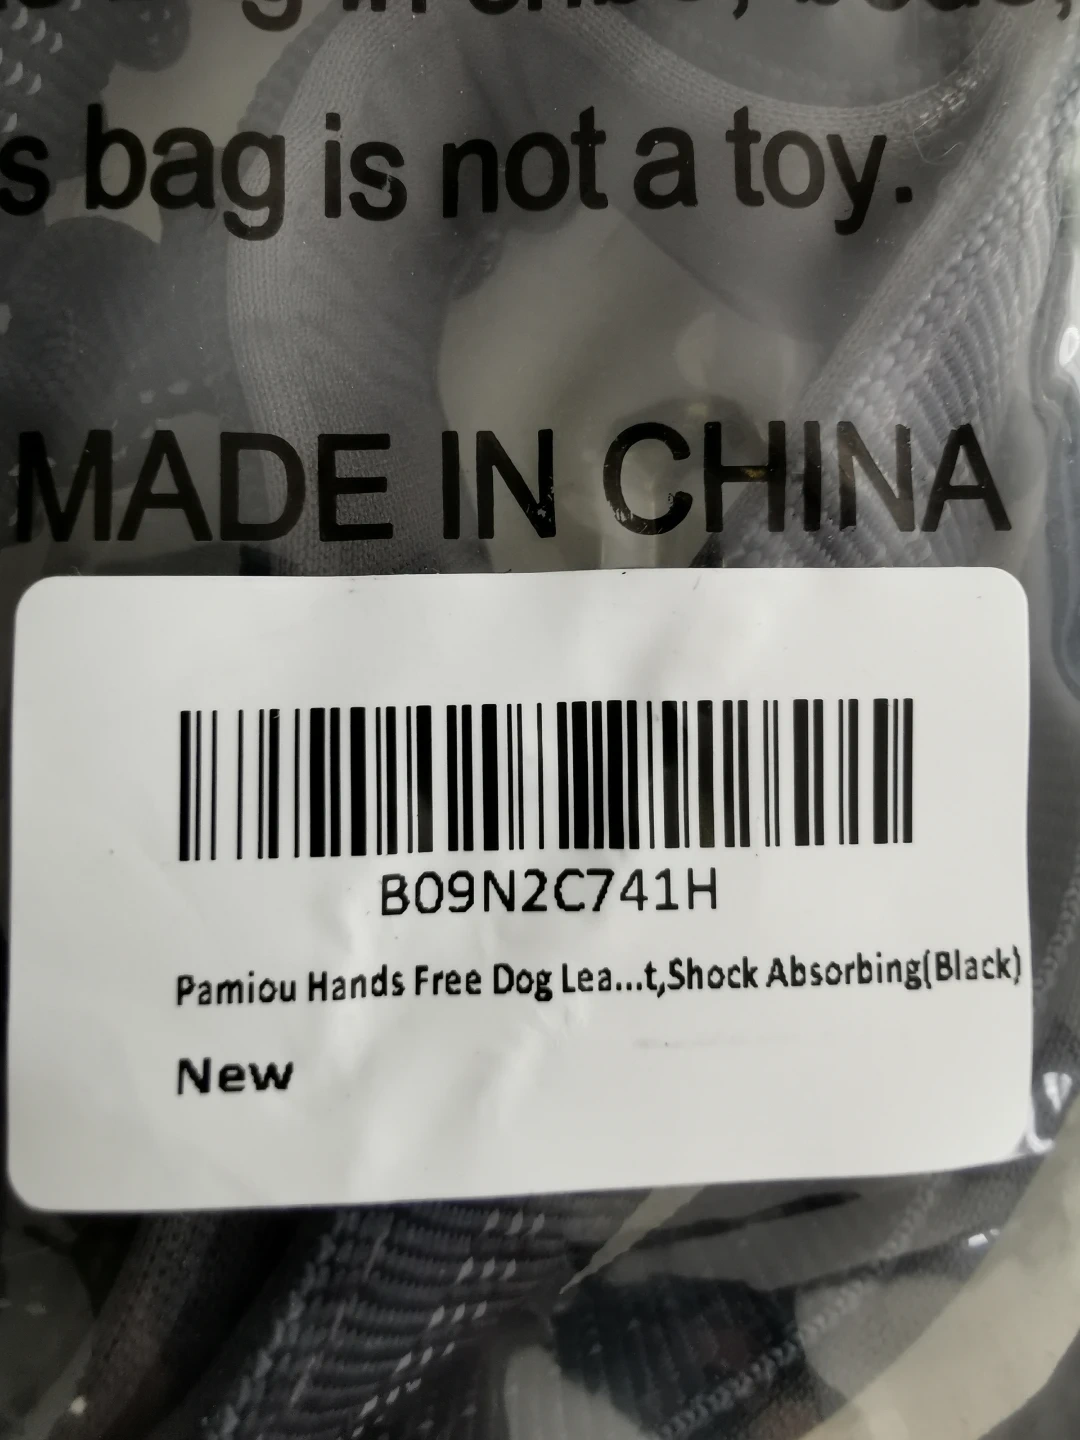 s bag is not a toy.
MADE IN CHINA
B09N2C741H
Pamiou Hands Free Dog Lea...t,Shock Absorbing(Black)
New